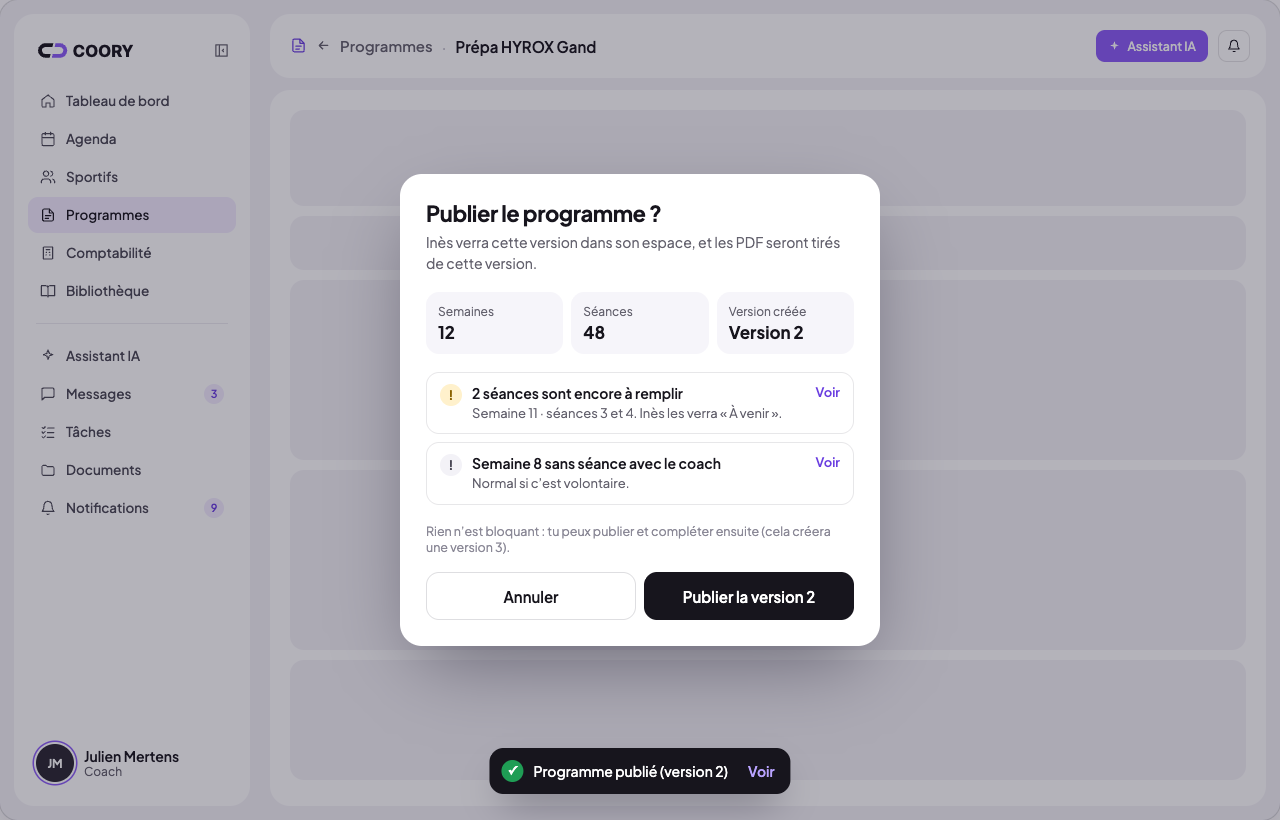 COORY
Tableau de bord
Agenda
Sportifs
Programmes
Comptabilité
Bibliothèque
Assistant IA
Messages 3
Tâches
Documents
Notifications 9
JM
Julien Mertens
Coach
← Programmes · Prépa HYROX Gand
Assistant IA
Publier le programme ?
Inès verra cette version dans son espace, et les PDF seront tirés
de cette version.
Semaines
12
Séances
48
Version créée
Version 2
! 2 séances sont encore à remplir Voir
Semaine 11 · séances 3 et 4. Inès les verra « À venir ».
! Semaine 8 sans séance avec le coach Voir
Normal si c’est volontaire.
Rien n’est bloquant : tu peux publier et compléter ensuite (cela créera
une version 3).
Annuler
Publier la version 2
✓ Programme publié (version 2) Voir